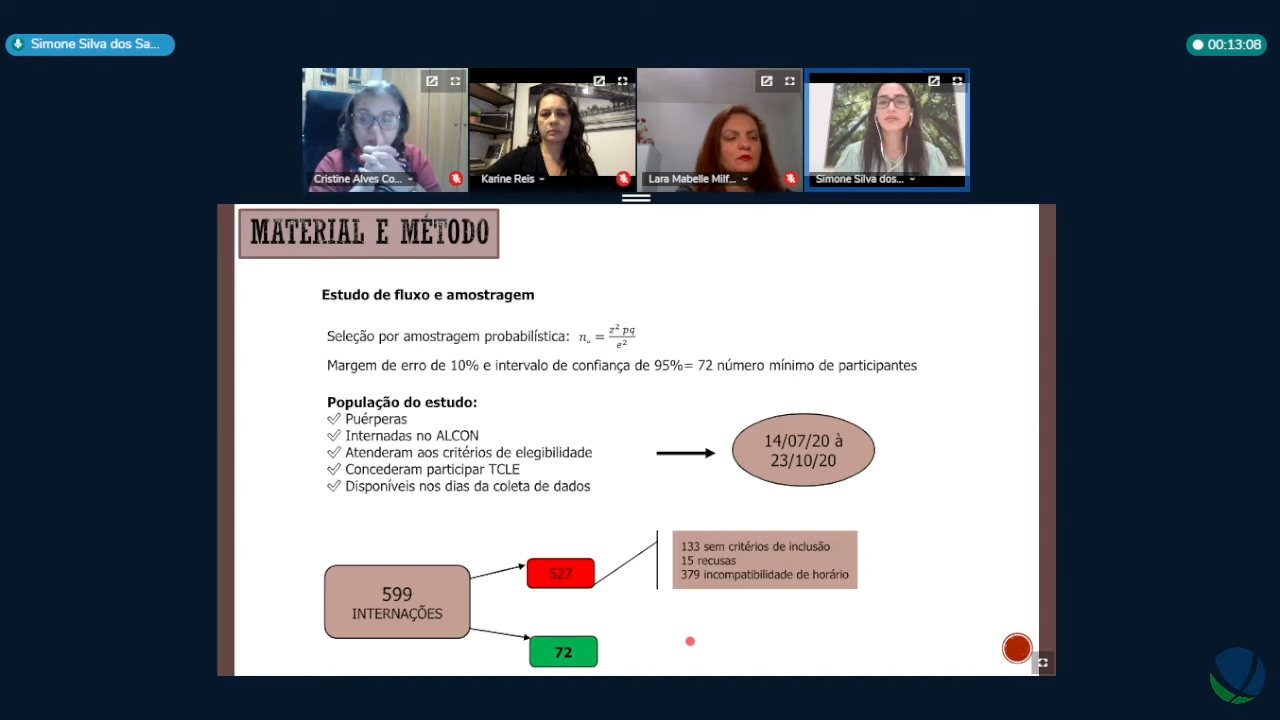 Simone Silva dos Sa...
00:13:08
Cristine Alves Co...
Karine Reis
Lara Mabelle Milf...
Simone Silva dos...
MATERIAL E MÉTODO
Estudo de fluxo e amostragem
Seleção por amostragem probabilística: n₀ = z² pq / e²
Margem de erro de 10% e intervalo de confiança de 95%= 72 número mínimo de participantes
População do estudo:
Puérperas
Internadas no ALCON
Atenderam aos critérios de elegibilidade
Concederam participar TCLE
Disponíveis nos dias da coleta de dados
14/07/20 à
23/10/20
599
INTERNAÇÕES
527
133 sem critérios de inclusão
15 recusas
379 incompatibilidade de horário
72